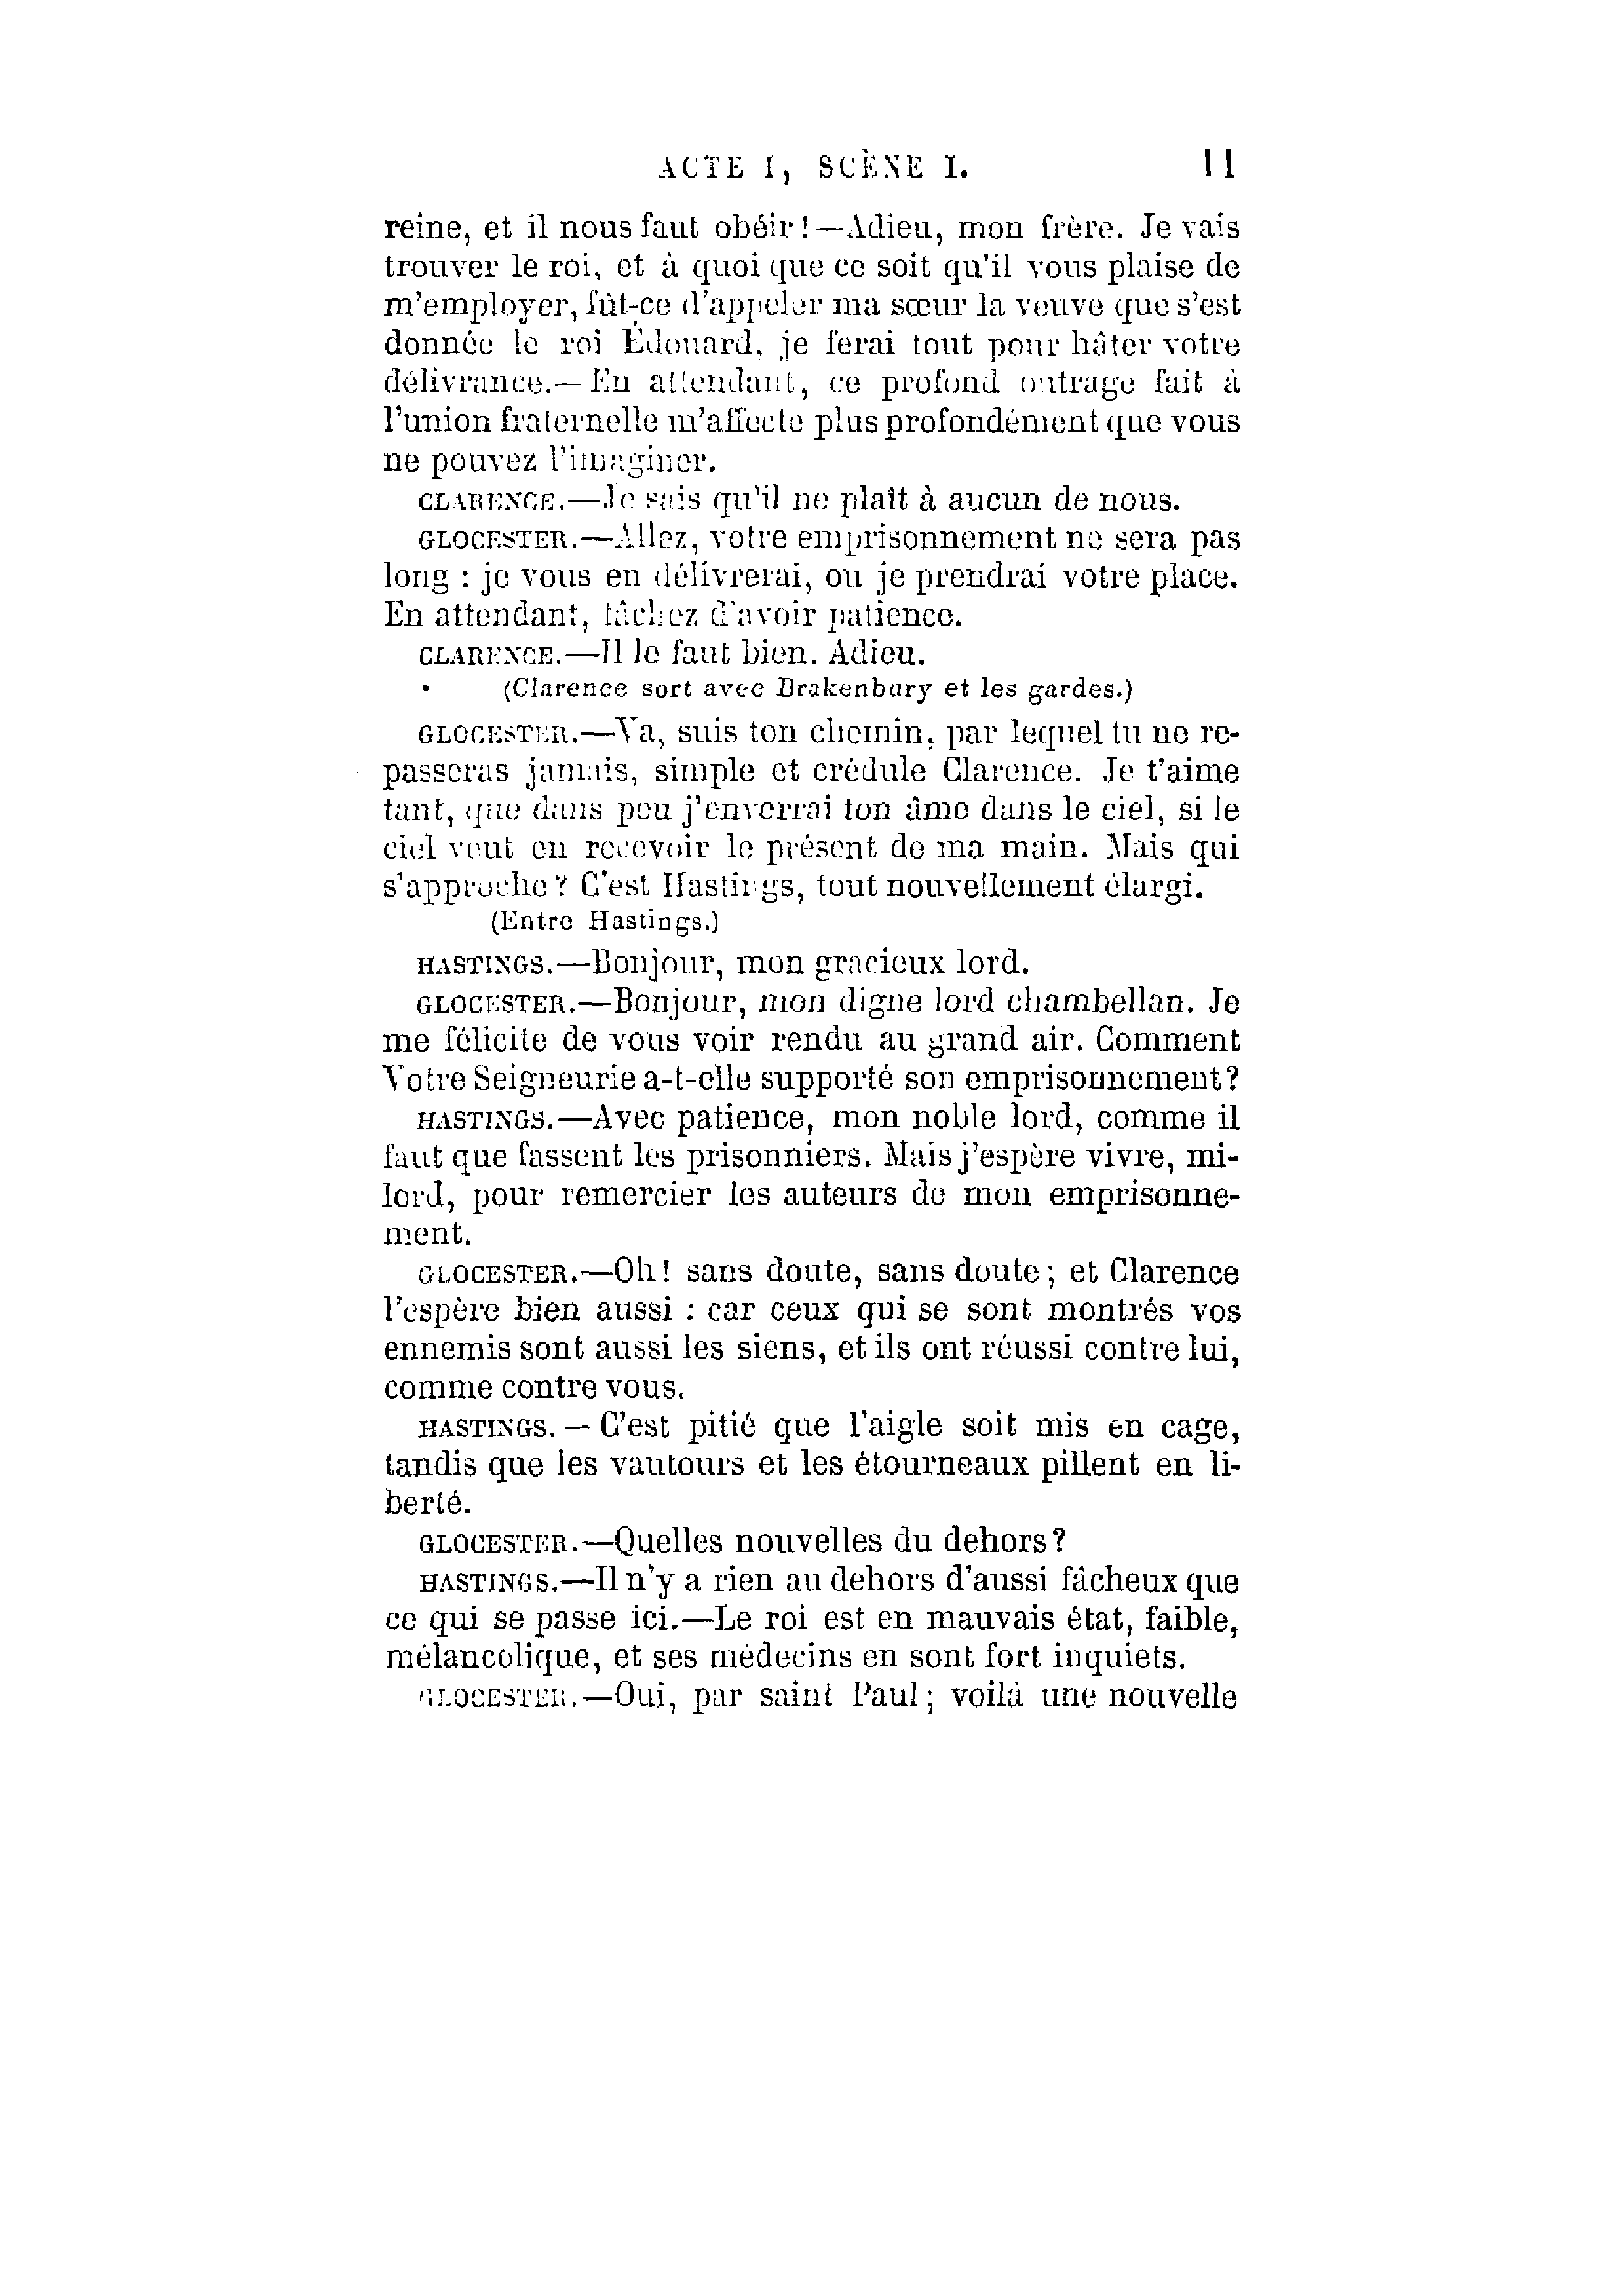 ACTE I, SCÈNE I. 11
reine, et il nous faut obéir!—Adieu, mon frère. Je vais
trouver le roi, et à quoi que ce soit qu'il vous plaise de
m'employer, fût-ce d'appeler ma sœur la veuve que s'est
donnée le roi Édouard, je ferai tout pour hâter votre
délivrance.—En attendant, ce profond outrage fait à
l'union fraternelle m'affecte plus profondément que vous
ne pouvez l'imaginer.
CLARENCE.—Je sais qu'il ne plaît à aucun de nous.
GLOCESTER.—Allez, votre emprisonnement ne sera pas
long : je vous en délivrerai, ou je prendrai votre place.
En attendant, tâchez d'avoir patience.
CLARENCE.—Il le faut bien. Adieu.
(Clarence sort avec Brakenbury et les gardes.)
GLOCESTER.—Va, suis ton chemin, par lequel tu ne re-
passeras jamais, simple et crédule Clarence. Je t'aime
tant, que dans peu j'enverrai ton âme dans le ciel, si le
ciel veut en recevoir le présent de ma main. Mais qui
s'approche? C'est Hastings, tout nouvellement élargi.
(Entre Hastings.)
HASTINGS.—Bonjour, mon gracieux lord.
GLOCESTER.—Bonjour, mon digne lord chambellan. Je
me félicite de vous voir rendu au grand air. Comment
Votre Seigneurie a-t-elle supporté son emprisonnement?
HASTINGS.—Avec patience, mon noble lord, comme il
faut que fassent les prisonniers. Mais j'espère vivre, mi-
lord, pour remercier les auteurs de mon emprisonne-
ment.
GLOCESTER.—Oh! sans doute, sans doute; et Clarence
l'espère bien aussi : car ceux qui se sont montrés vos
ennemis sont aussi les siens, et ils ont réussi contre lui,
comme contre vous.
HASTINGS.—C'est pitié que l'aigle soit mis en cage,
tandis que les vautours et les étourneaux pillent en li-
berté.
GLOCESTER.—Quelles nouvelles du dehors?
HASTINGS.—Il n'y a rien au dehors d'aussi fâcheux que
ce qui se passe ici.—Le roi est en mauvais état, faible,
mélancolique, et ses médecins en sont fort inquiets.
GLOCESTER.—Oui, par saint Paul; voilà une nouvelle